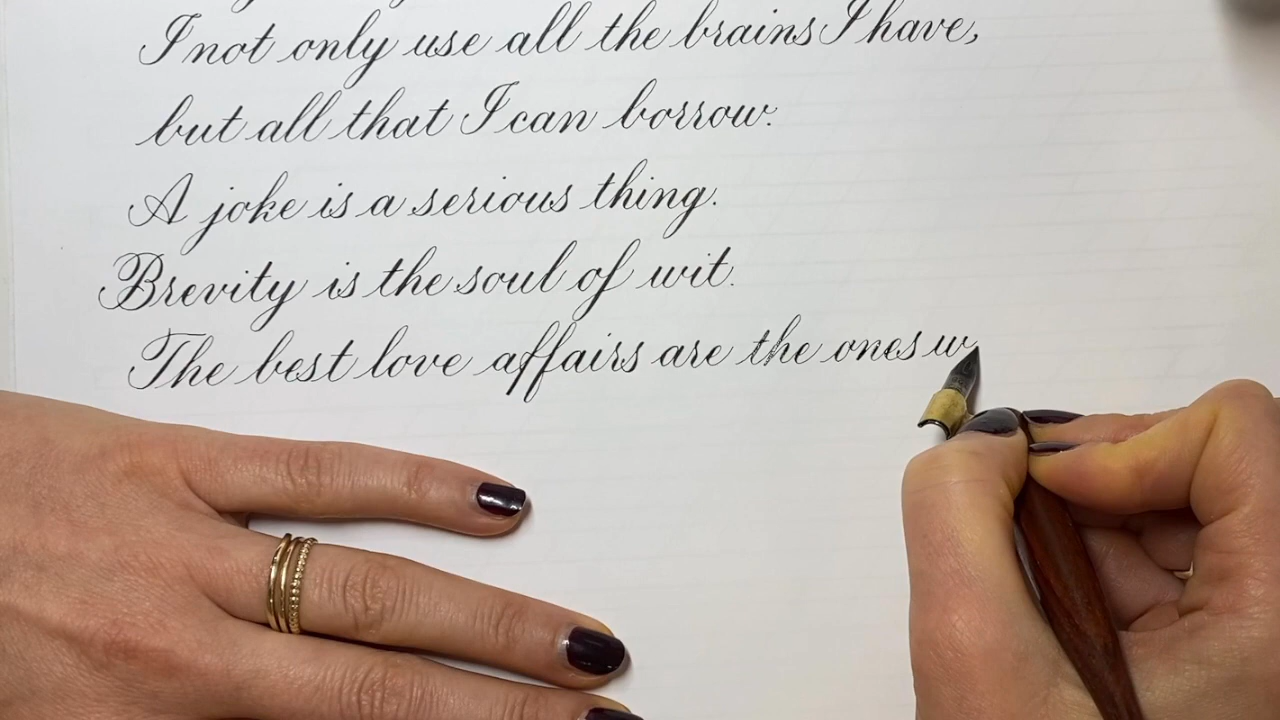 I not only use all the brains I have,
but all that I can borrow.
A joke is a serious thing.
Brevity is the soul of wit.
The best love affairs are the ones w